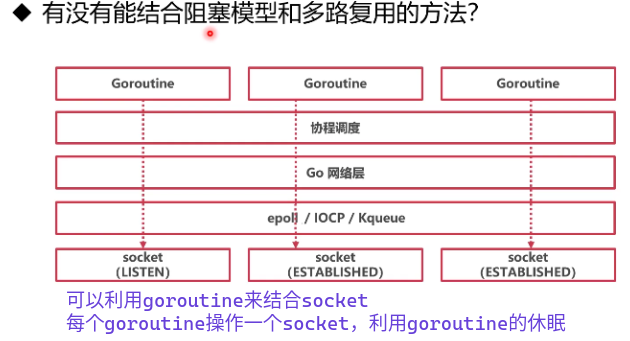 ◆ 有没有能结合阻塞模型和多路复用的方法？
Goroutine Goroutine Goroutine
协程调度
Go 网络层
epoll / IOCP / Kqueue
socket socket socket
(LISTEN) (ESTABLISHED) (ESTABLISHED)
可以利用goroutine来结合socket
每个goroutine操作一个socket，利用goroutine的休眠